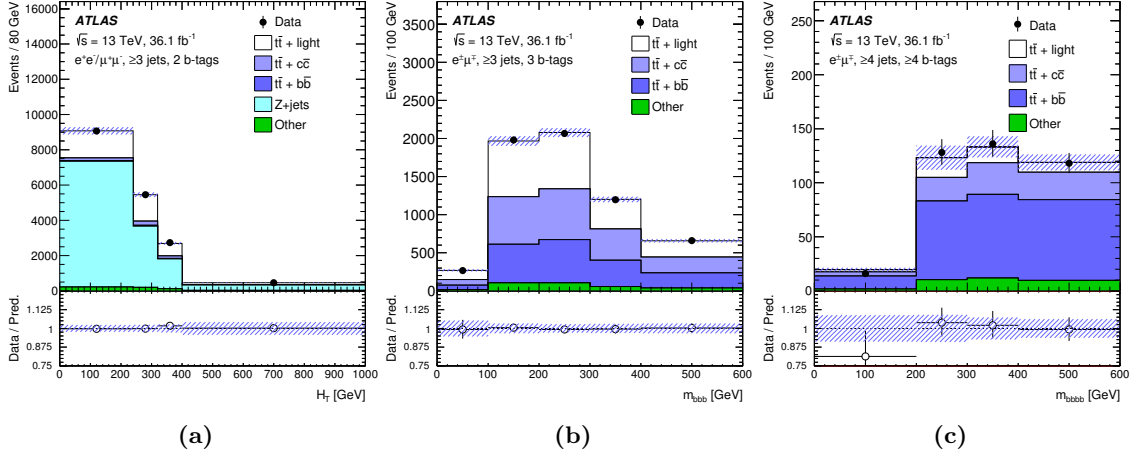 ATLAS
√s = 13 TeV, 36.1 fb⁻¹
e⁺e⁻/μ⁺μ⁻, ≥3 jets, 2 b-tags
Data
tt̄ + light
tt̄ + cc̄
tt̄ + bb̄
Z+jets
Other
Events / 80 GeV
16000
14000
12000
10000
8000
6000
4000
2000
0
Data / Pred.
1.125
1
0.875
0.75
0 100 200 300 400 500 600 700 800 900 1000
H_T [GeV]
(a)
ATLAS
√s = 13 TeV, 36.1 fb⁻¹
e±μ∓, ≥3 jets, 3 b-tags
Data
tt̄ + light
tt̄ + cc̄
tt̄ + bb̄
Other
Events / 100 GeV
3500
3000
2500
2000
1500
1000
500
0
Data / Pred.
1.125
1
0.875
0.75
0 100 200 300 400 500 600
m_bbb [GeV]
(b)
ATLAS
√s = 13 TeV, 36.1 fb⁻¹
e±μ∓, ≥4 jets, ≥4 b-tags
Data
tt̄ + light
tt̄ + cc̄
tt̄ + bb̄
Other
Events / 100 GeV
250
200
150
100
50
0
Data / Pred.
1.125
1
0.875
0.75
0 100 200 300 400 500 600
m_bbbb [GeV]
(c)